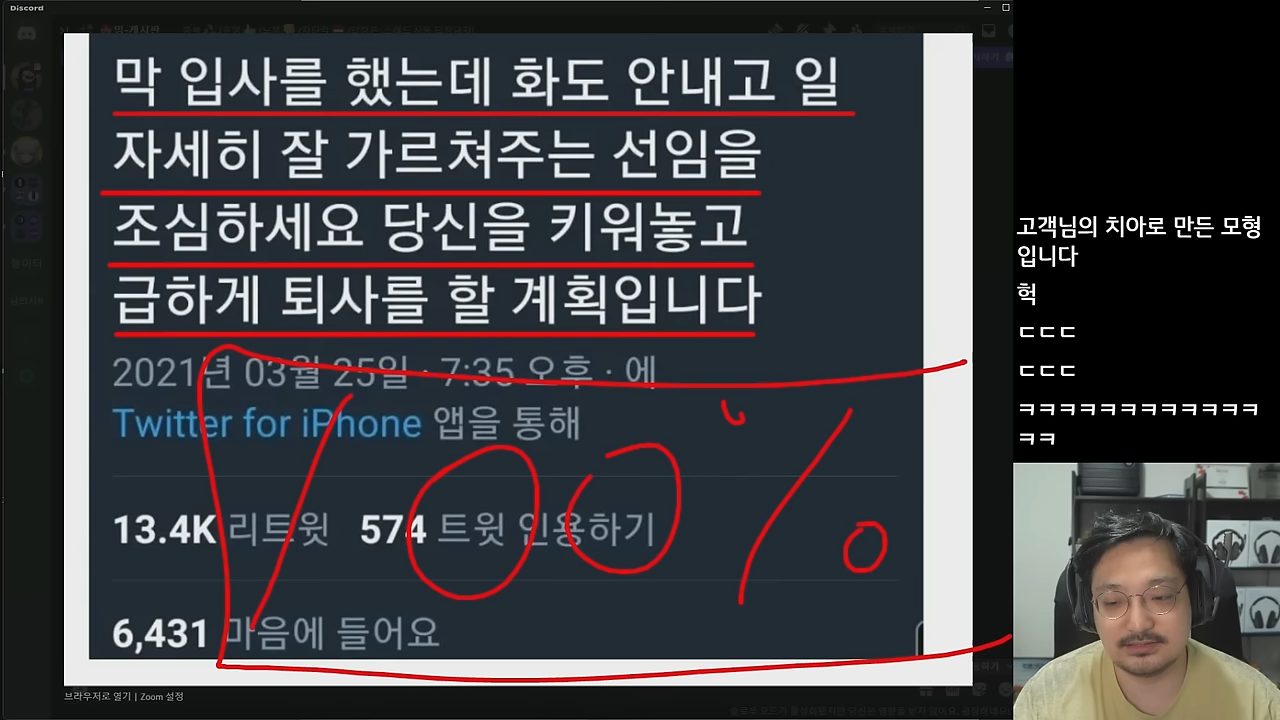 Discord
막 입사를 했는데 화도 안내고 일
자세히 잘 가르쳐주는 선임을
조심하세요 당신을 키워놓고
급하게 퇴사를 할 계획입니다
2021년 03월 25일 · 7:35 오후 · 에
Twitter for iPhone 앱을 통해
100%
13.4K 리트윗 574 트윗 인용하기
6,431 마음에 들어요
브라우저로 열기 | Zoom 설정
고객님의 치아로 만든 모형
입니다
헉
ㄷㄷㄷ
ㄷㄷㄷ
ㅋㅋㅋㅋㅋㅋㅋㅋㅋㅋㅋㅋ
ㅋㅋ